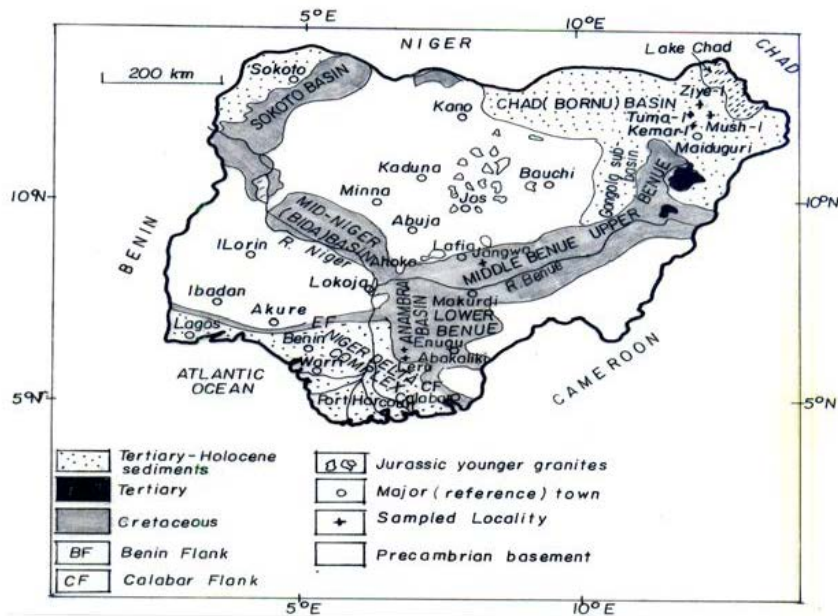 5°E
10°E
NIGER
CHAD
Lake Chad
200 km
Sokoto
SOKOTO BASIN
Ziye-I
CHAD (BORNU) BASIN
Kano
Tuma-I
Kemar-I
Mush-I
Maiduguri
Kaduna
Bauchi
Gongola sub-
basin
10°N
10°N
Minna
Jos
Abuja
UPPER BENUE
MID-NIGER
(BIDA) BASIN
BENIN
ILorin
R. Niger
Ahoko
Lafia
Jangwa
MIDDLE BENUE
R. Benue
Lokoja
Makurdi
Ibadan
Akure
EF
ANAMBRA
BASIN
LOWER
BENUE
Lagos
Benin
Enugu
Abakaliki
NIGER DELTA
COMPLEX
Warri
Leru
CF
CAMEROON
ATLANTIC
OCEAN
5°N
5°N
Port Harcourt
Calabar
Tertiary-Holocene
sediments
Jurassic younger granites
Tertiary
Major (reference) town
Cretaceous
Sampled Locality
BF
Benin Flank
Precambrian basement
CF
Calabar Flank
5°E
10°E